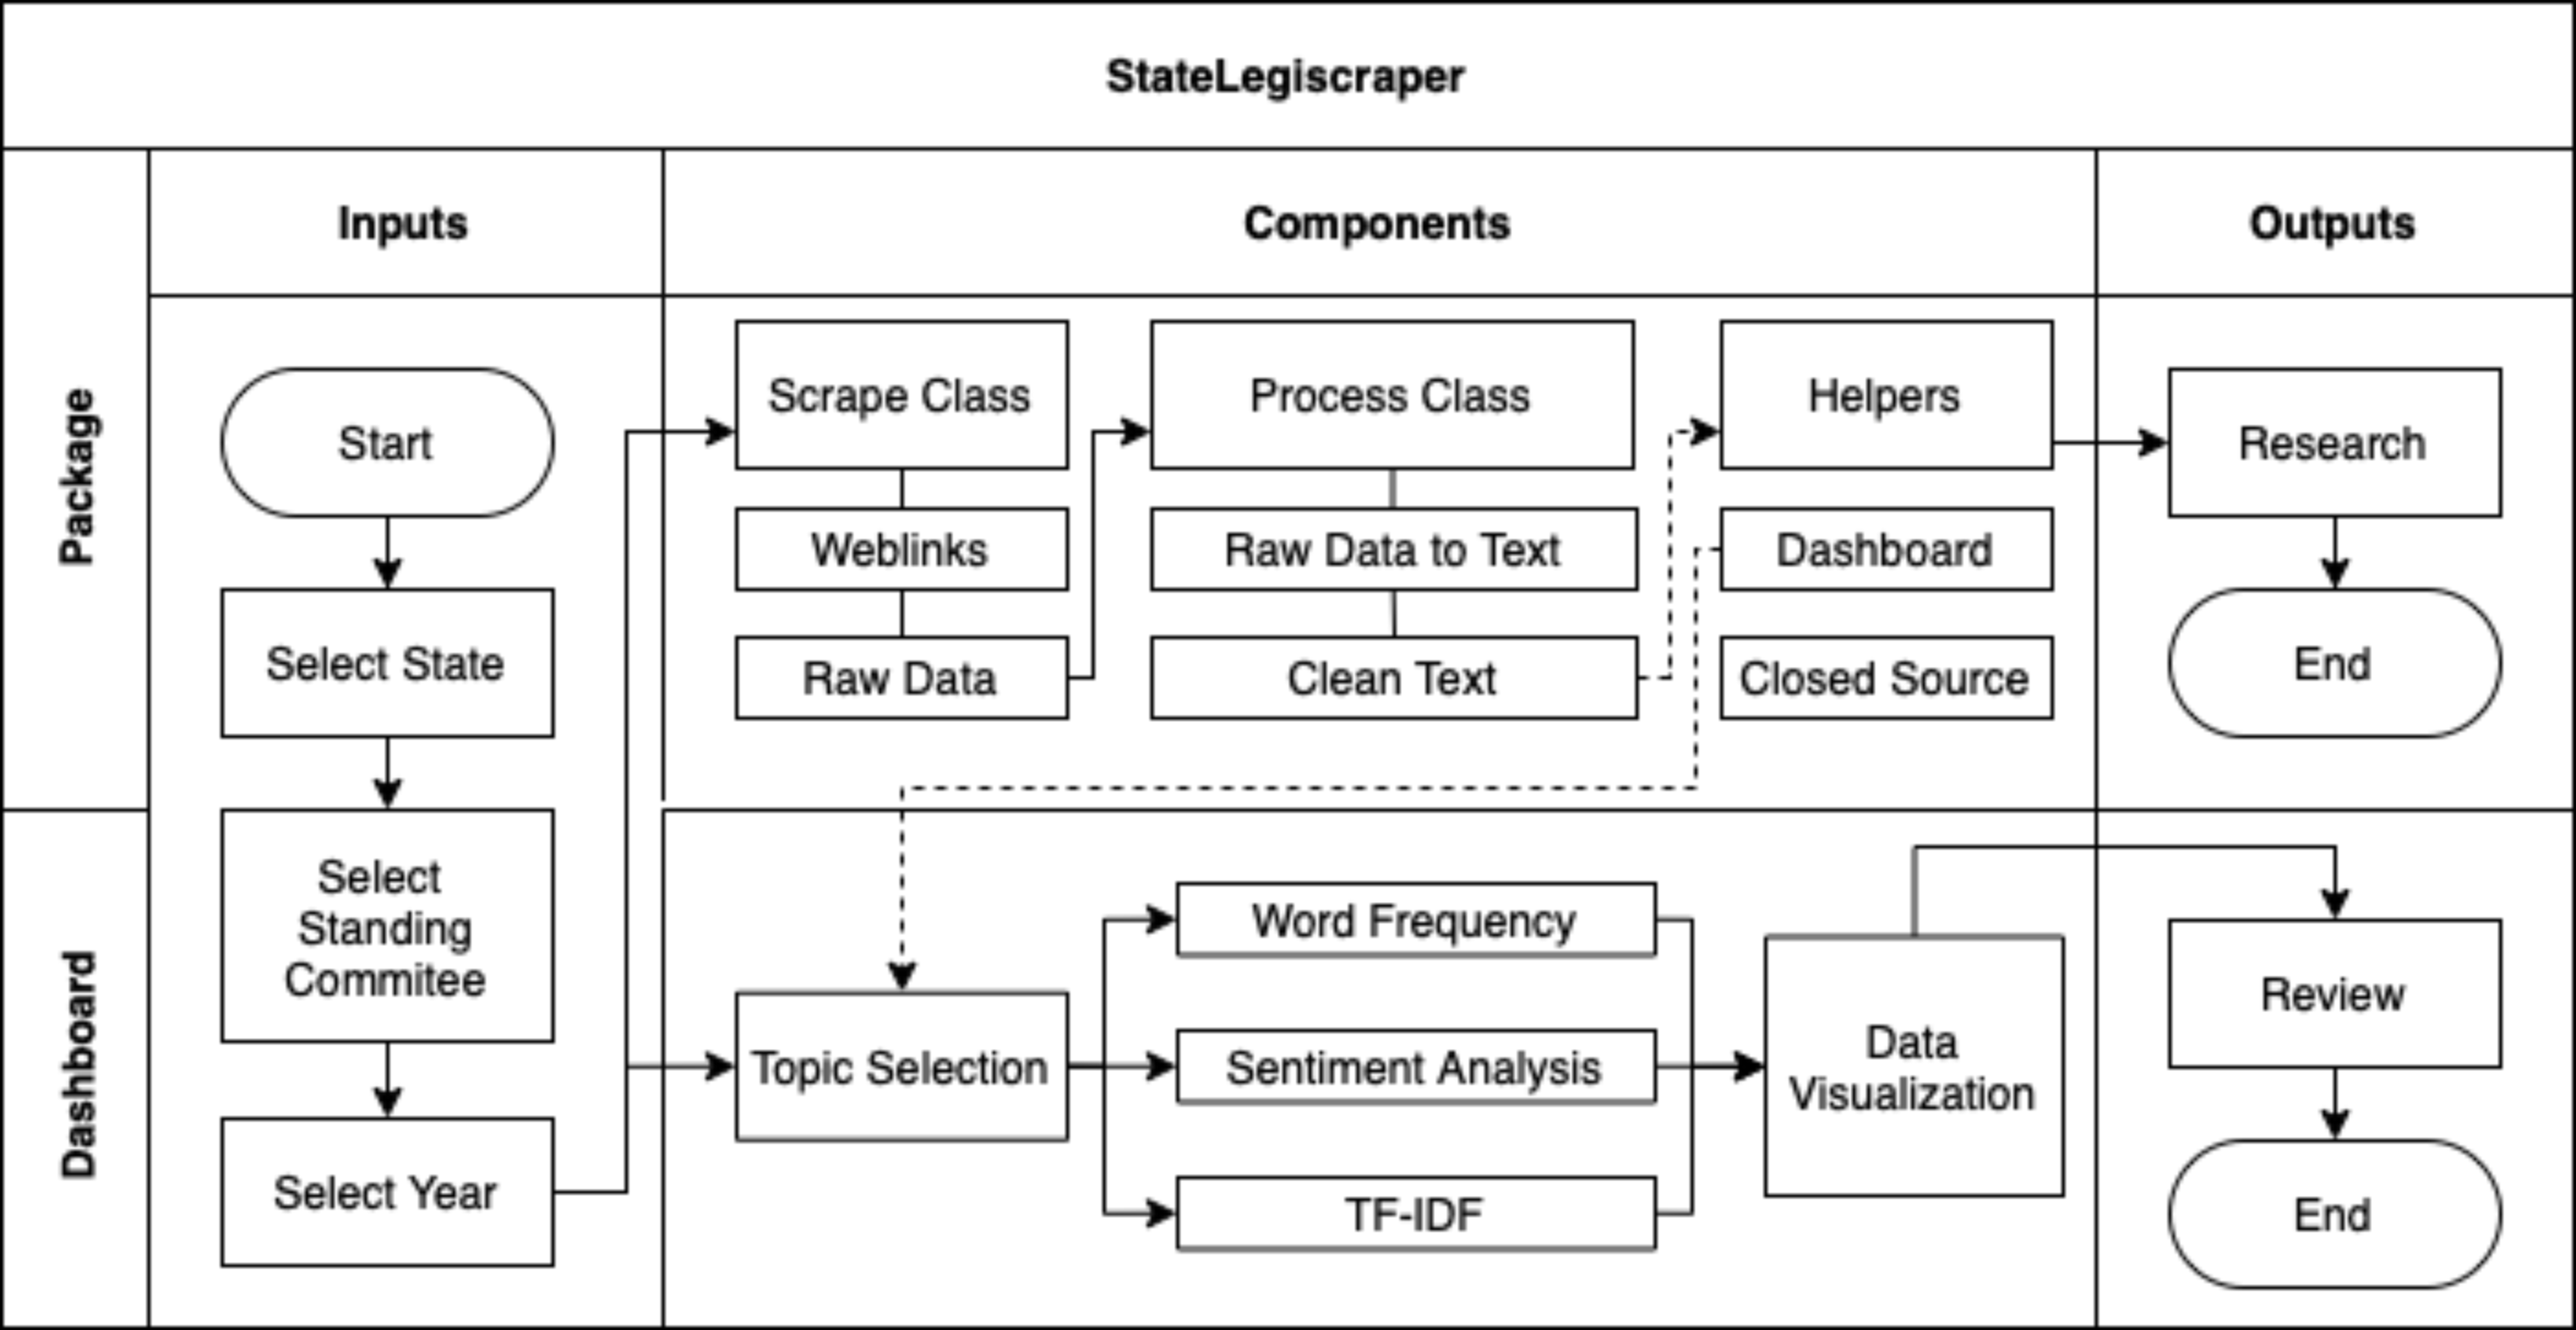 StateLegiscraper
Inputs
Components
Outputs
Package
Start
Select State
Select
Standing
Commitee
Select Year
Scrape Class
Weblinks
Raw Data
Process Class
Raw Data to Text
Clean Text
Helpers
Dashboard
Closed Source
Research
End
Dashboard
Topic Selection
Word Frequency
Sentiment Analysis
TF-IDF
Data
Visualization
Review
End